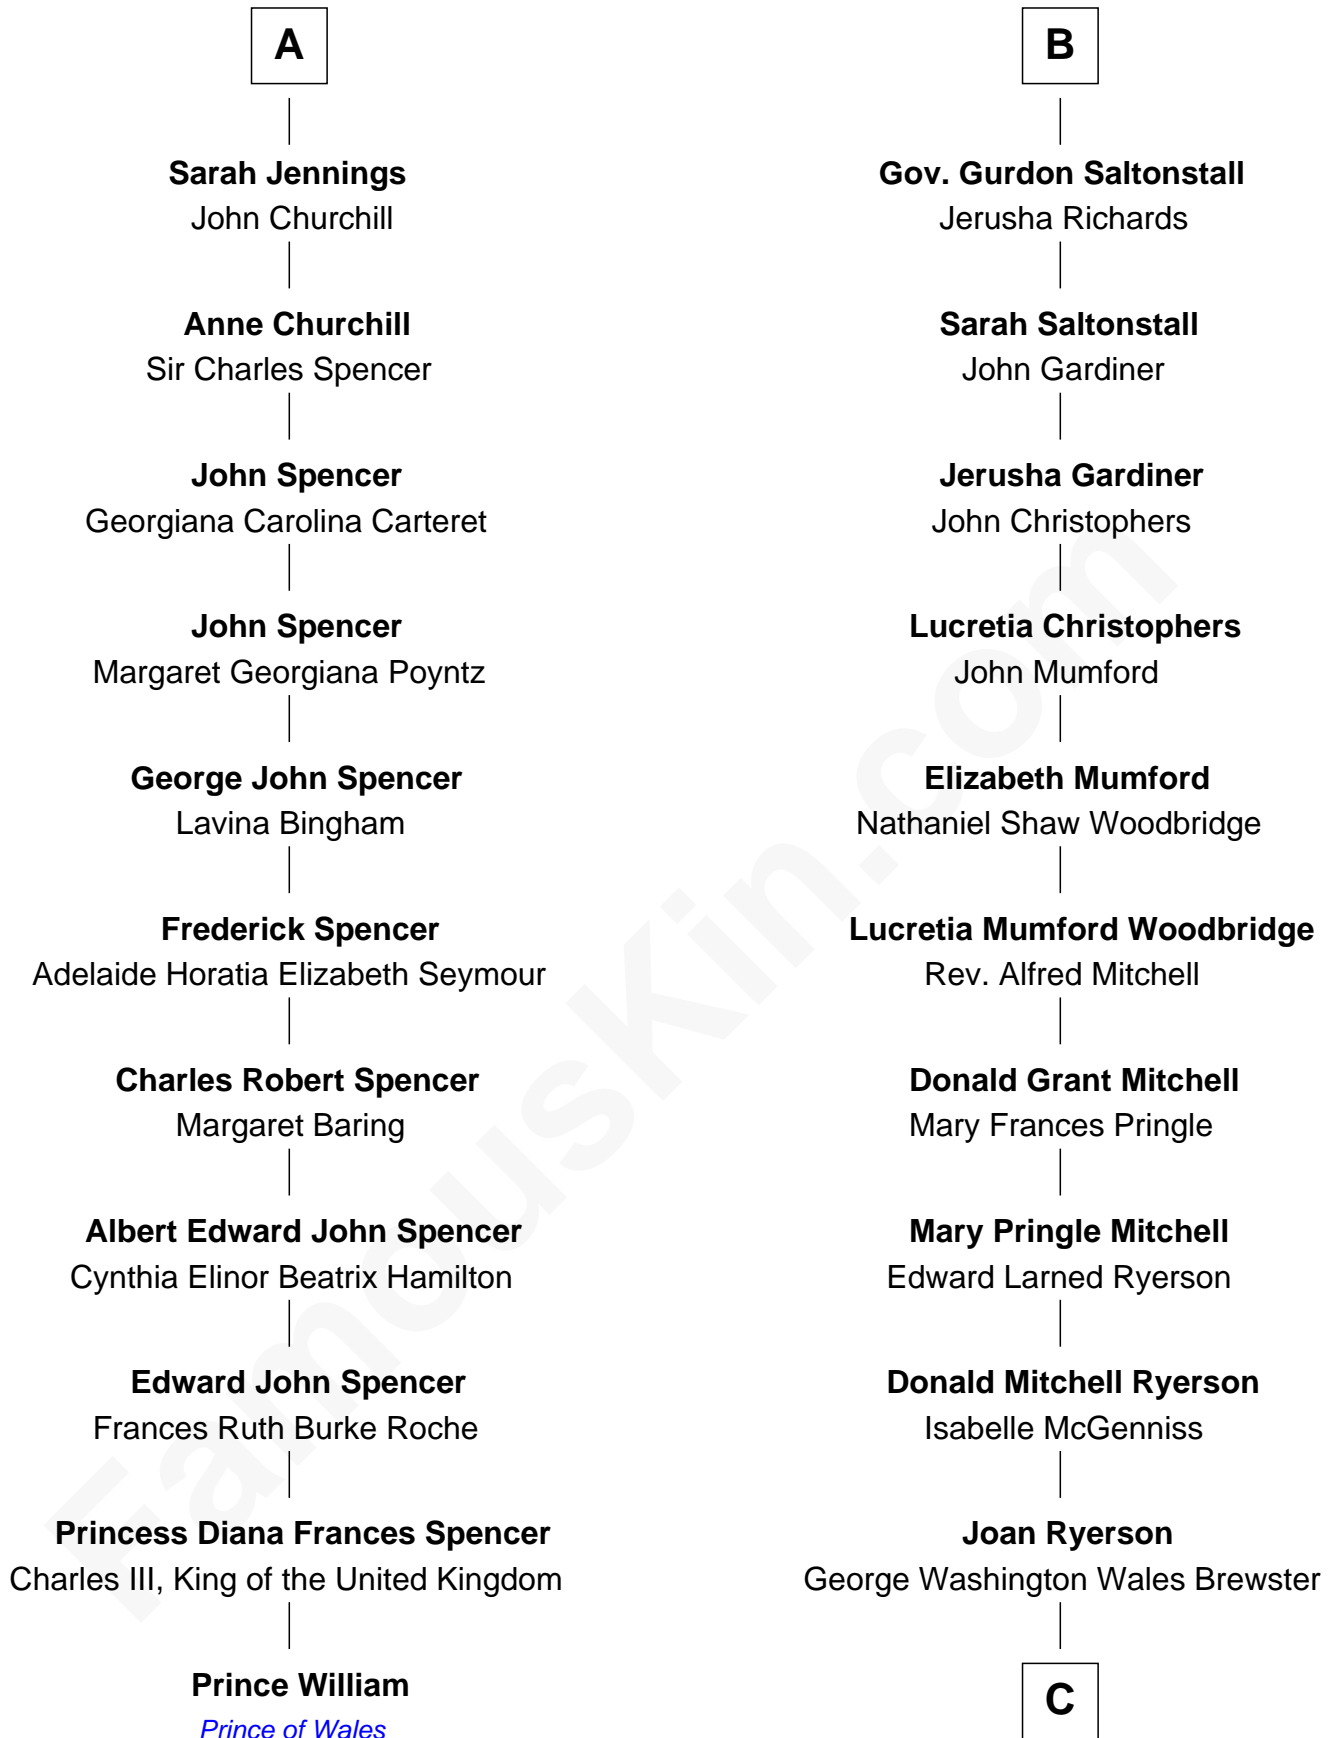 A
Sarah Jennings
John Churchill
Anne Churchill
Sir Charles Spencer
John Spencer
Georgiana Carolina Carteret
John Spencer
Margaret Georgiana Poyntz
George John Spencer
Lavina Bingham
Frederick Spencer
Adelaide Horatia Elizabeth Seymour
Charles Robert Spencer
Margaret Baring
Albert Edward John Spencer
Cynthia Elinor Beatrix Hamilton
Edward John Spencer
Frances Ruth Burke Roche
Princess Diana Frances Spencer
Charles III, King of the United Kingdom
Prince William
Prince of Wales
B
Gov. Gurdon Saltonstall
Jerusha Richards
Sarah Saltonstall
John Gardiner
Jerusha Gardiner
John Christophers
Lucretia Christophers
John Mumford
Elizabeth Mumford
Nathaniel Shaw Woodbridge
Lucretia Mumford Woodbridge
Rev. Alfred Mitchell
Donald Grant Mitchell
Mary Frances Pringle
Mary Pringle Mitchell
Edward Larned Ryerson
Donald Mitchell Ryerson
Isabelle McGenniss
Joan Ryerson
George Washington Wales Brewster
C
FamousKin.com